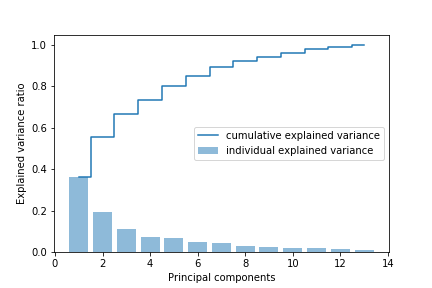 1.0
0.8
0.6
0.4
0.2
0.0
Explained variance ratio
cumulative explained variance
individual explained variance
0 2 4 6 8 10 12 14
Principal components